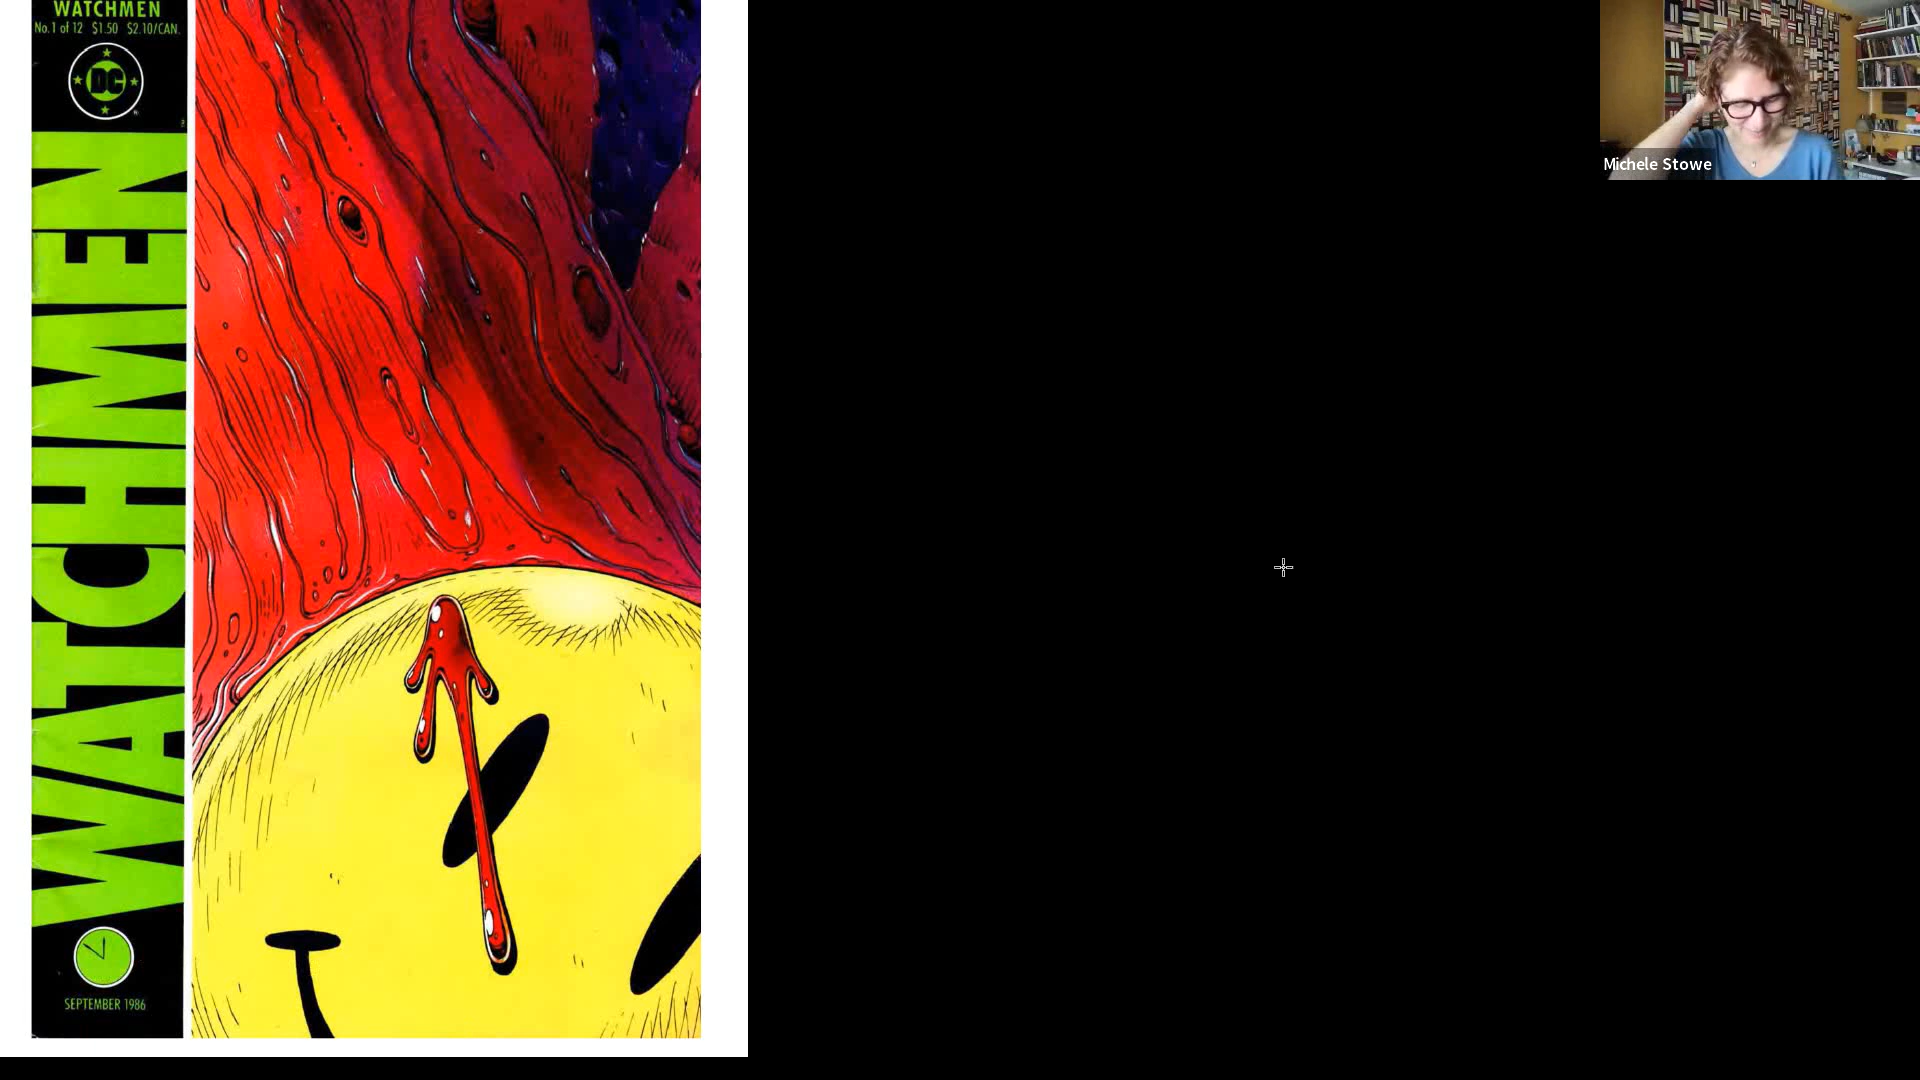 WATCHMEN
No. 1 of 12 $1.50 $2.10/CAN.
DC
WATCHMEN
SEPTEMBER 1986
Michele Stowe